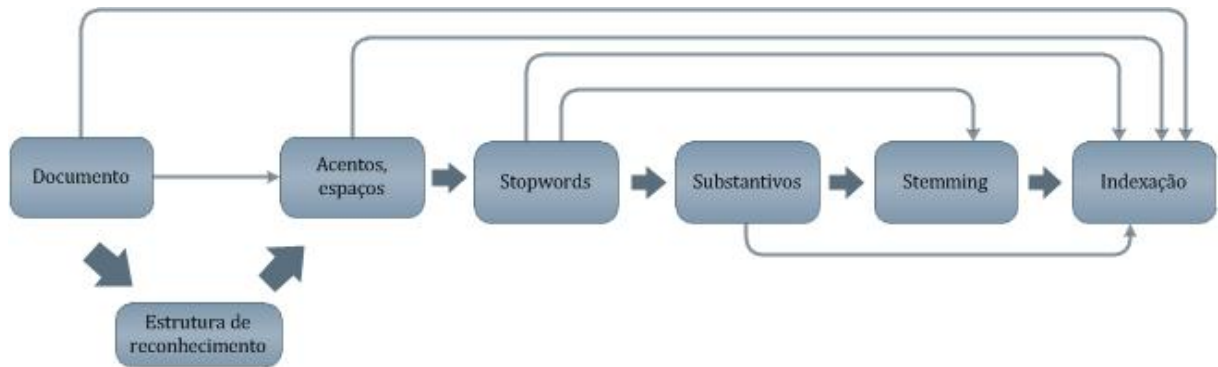 Documento
Acentos,
espaços
Stopwords
Substantivos
Stemming
Indexação
Estrutura de
reconhecimento